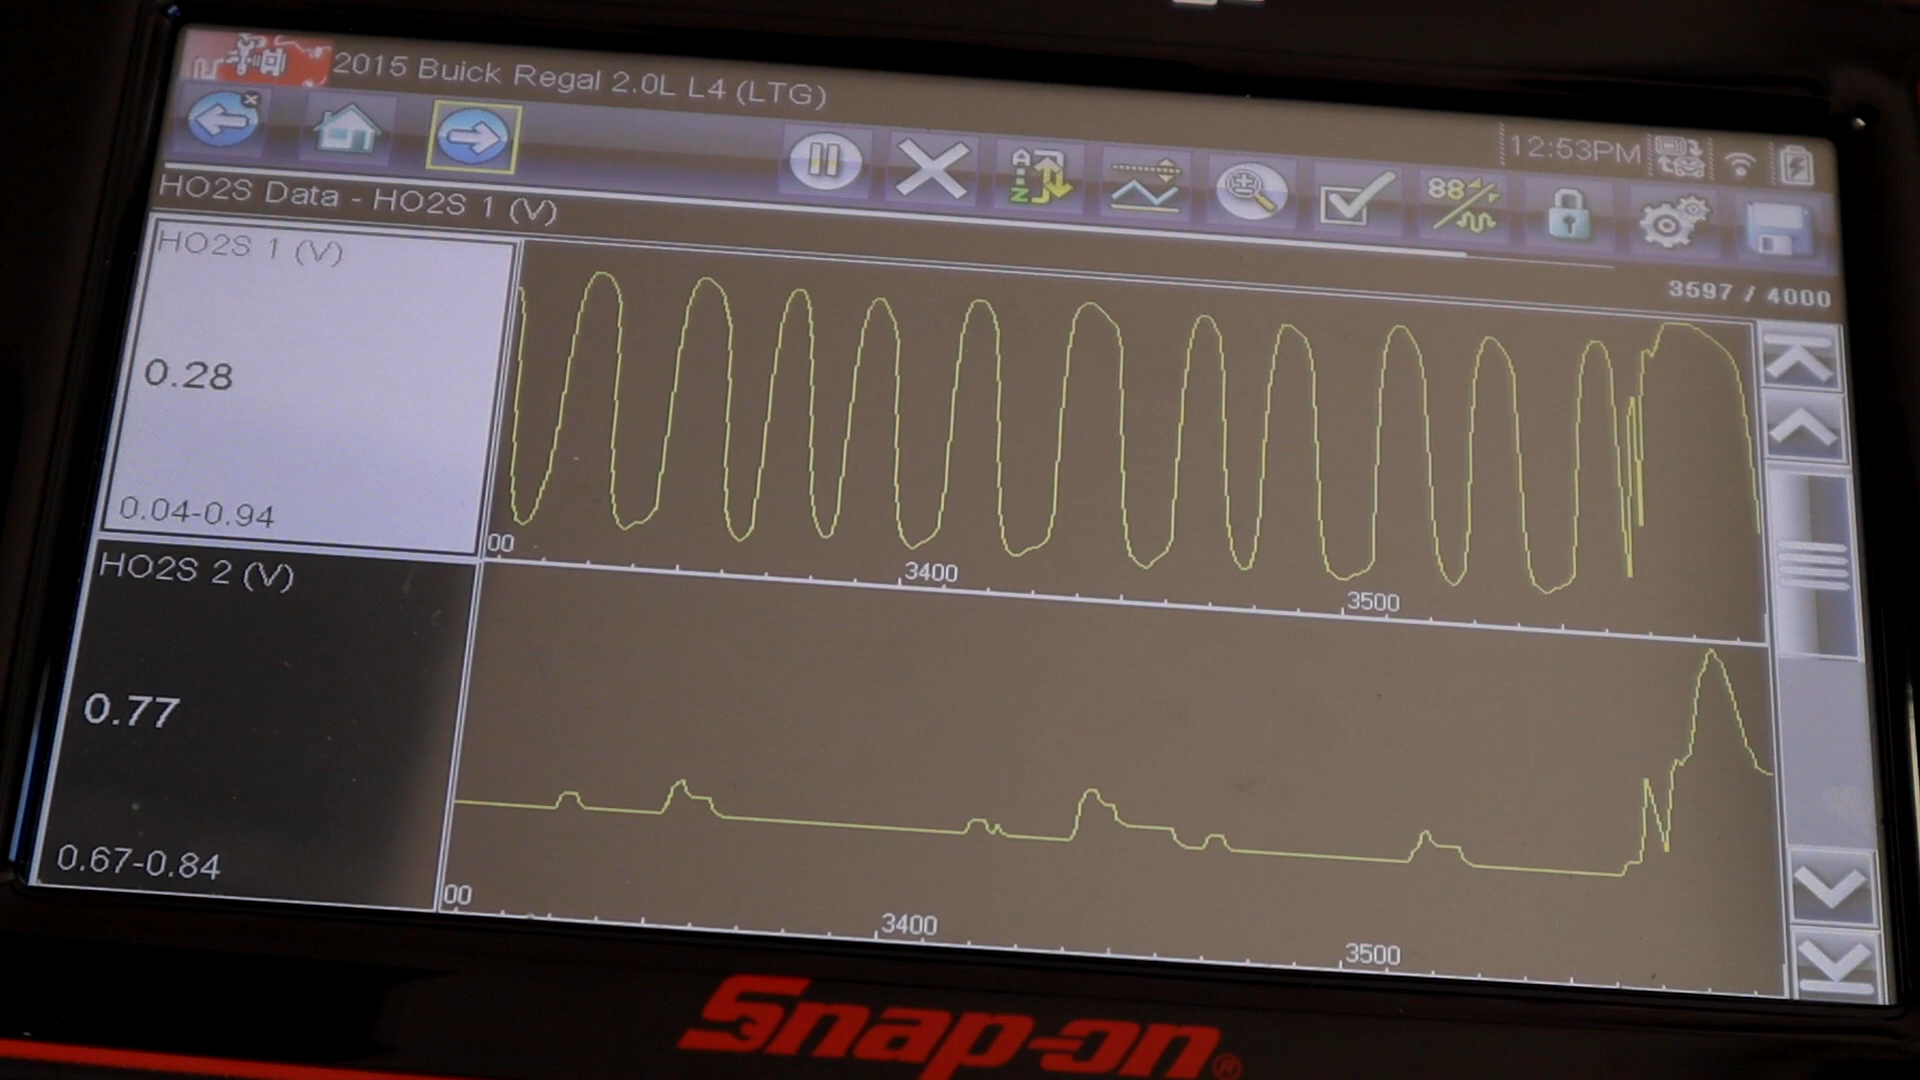 2015 Buick Regal 2.0L L4 (LTG)
12:53PM
A
Z
88
HO2S Data - HO2S 1 (V)
3597 / 4000
HO2S 1 (V)
0.28
0.04-0.94
00
3400
3500
HO2S 2 (V)
0.77
0.67-0.84
00
3400
3500
Snap-on®